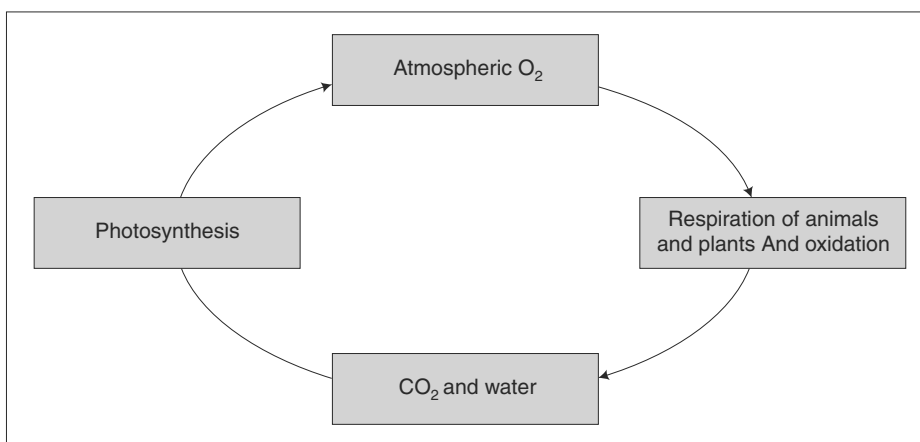 Atmospheric O₂
Photosynthesis
Respiration of animals
and plants And oxidation
CO₂ and water